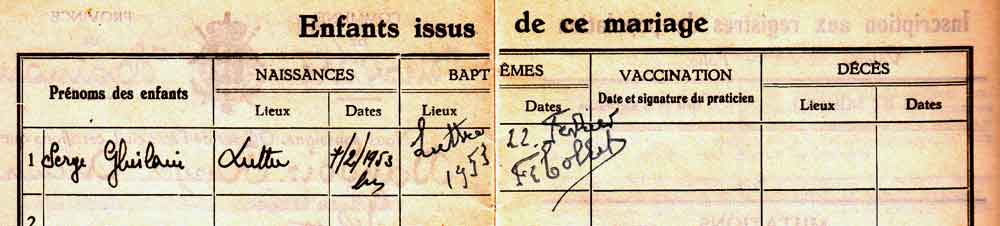 Enfants issus de ce mariage
Prénoms des enfants
NAISSANCES
BAPTÊMES
VACCINATION
DÉCÈS
Lieux
Dates
Lieux
Dates
Date et signature du praticien
Lieux
Dates
1 Serge Ghislain
Luttre
7/2/1953
Luttre
1953
22. Février
2